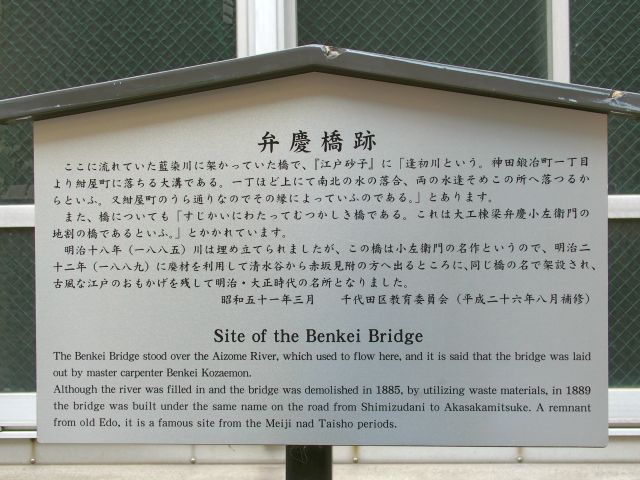 弁慶橋跡
ここに流れていた藍染川に架かっていた橋で、『江戸砂子』に「逢初川という。神田鍛冶町一丁目
より紺屋町に落ちる大溝である。一丁ほど上にて南北の水の落合、両の水逢そめこの所へ落つるから
といふ。又紺屋町のうら通りなのでその縁によっていふのである。」とあります。
また、橋についても「すじかいにわたってむつかしき橋である。これは大工棟梁弁慶小左衛門の
地割の橋であるといふ。」とかかれています。
明治十八年（一八八五）川は埋め立てられましたが、この橋は小左衛門の名作というので、明治二
十二年（一八八九）に廃材を利用して清水谷から赤坂見附の方へ出るところに、同じ橋の名で架設され、
古風な江戸のおもかげを残して明治・大正時代の名所となりました。
昭和五十一年三月　千代田区教育委員会（平成二十六年八月補修）
Site of the Benkei Bridge
The Benkei Bridge stood over the Aizome River, which used to flow here, and it is said that the bridge was laid
out by master carpenter Benkei Kozaemon.
Although the river was filled in and the bridge was demolished in 1885, by utilizing waste materials, in 1889
the bridge was built under the same name on the road from Shimizudani to Akasakamitsuke. A remnant
from old Edo, it is a famous site from the Meiji nad Taisho periods.